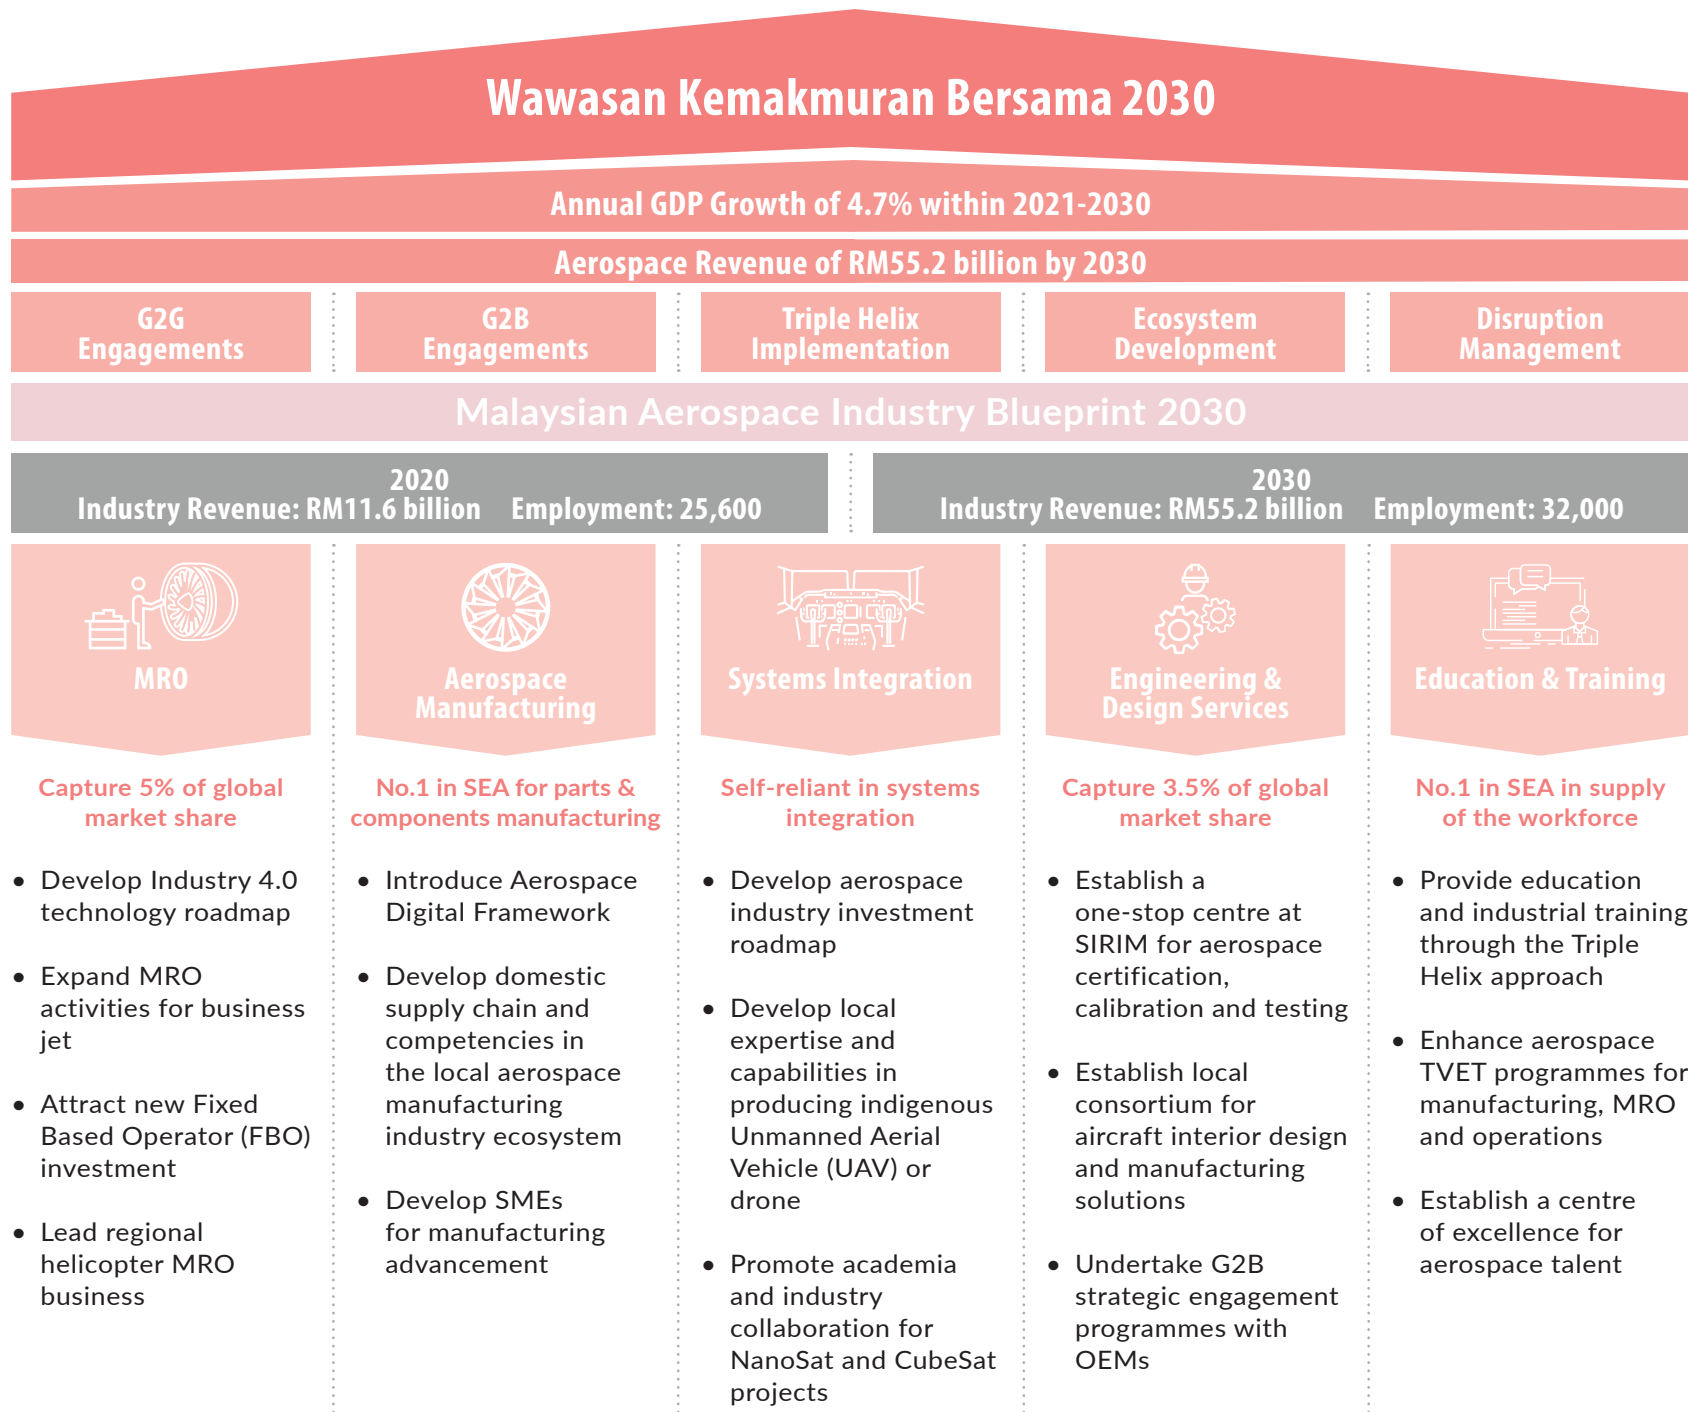 Wawasan Kemakmuran Bersama 2030
Annual GDP Growth of 4.7% within 2021-2030
Aerospace Revenue of RM55.2 billion by 2030
G2G
Engagements
G2B
Engagements
Triple Helix
Implementation
Ecosystem
Development
Disruption
Management
Malaysian Aerospace Industry Blueprint 2030
2020
Industry Revenue: RM11.6 billion Employment: 25,600
2030
Industry Revenue: RM55.2 billion Employment: 32,000
MRO
Capture 5% of global
market share
• Develop Industry 4.0
technology roadmap
• Expand MRO
activities for business
jet
• Attract new Fixed
Based Operator (FBO)
investment
• Lead regional
helicopter MRO
business
Aerospace
Manufacturing
No.1 in SEA for parts &
components manufacturing
• Introduce Aerospace
Digital Framework
• Develop domestic
supply chain and
competencies in
the local aerospace
manufacturing
industry ecosystem
• Develop SMEs
for manufacturing
advancement
Systems Integration
Self-reliant in systems
integration
• Develop aerospace
industry investment
roadmap
• Develop local
expertise and
capabilities in
producing indigenous
Unmanned Aerial
Vehicle (UAV) or
drone
• Promote academia
and industry
collaboration for
NanoSat and CubeSat
projects
Engineering &
Design Services
Capture 3.5% of global
market share
• Establish a
one-stop centre at
SIRIM for aerospace
certification,
calibration and testing
• Establish local
consortium for
aircraft interior design
and manufacturing
solutions
• Undertake G2B
strategic engagement
programmes with
OEMs
Education & Training
No.1 in SEA in supply
of the workforce
• Provide education
and industrial training
through the Triple
Helix approach
• Enhance aerospace
TVET programmes for
manufacturing, MRO
and operations
• Establish a centre
of excellence for
aerospace talent